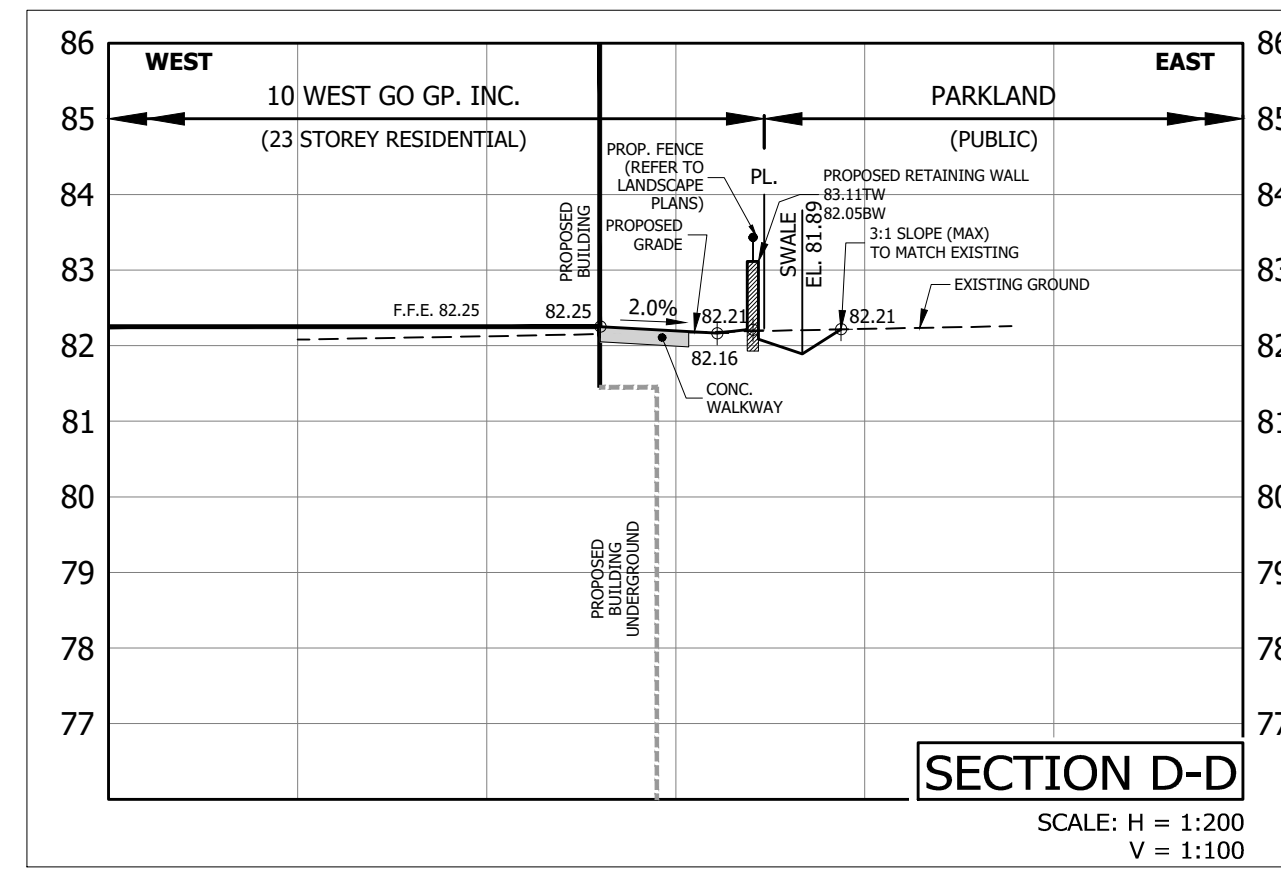 86
WEST
EAST
86
10 WEST GO GP. INC.
PARKLAND
85
85
(23 STOREY RESIDENTIAL)
(PUBLIC)
PROP. FENCE
(REFER TO
LANDSCAPE
PLANS)
PL.
PROPOSED RETAINING WALL
83.11TW
82.05BW
84
84
PROPOSED
BUILDING
PROPOSED
GRADE
SWALE
EL. 81.89
3:1 SLOPE (MAX)
TO MATCH EXISTING
83
83
EXISTING GROUND
F.F.E. 82.25
82.25
2.0%
82.21
82.21
82
82
82.16
CONC.
WALKWAY
81
81
80
80
PROPOSED
BUILDING
UNDERGROUND
79
79
78
78
77
77
SECTION D-D
SCALE: H = 1:200
V = 1:100